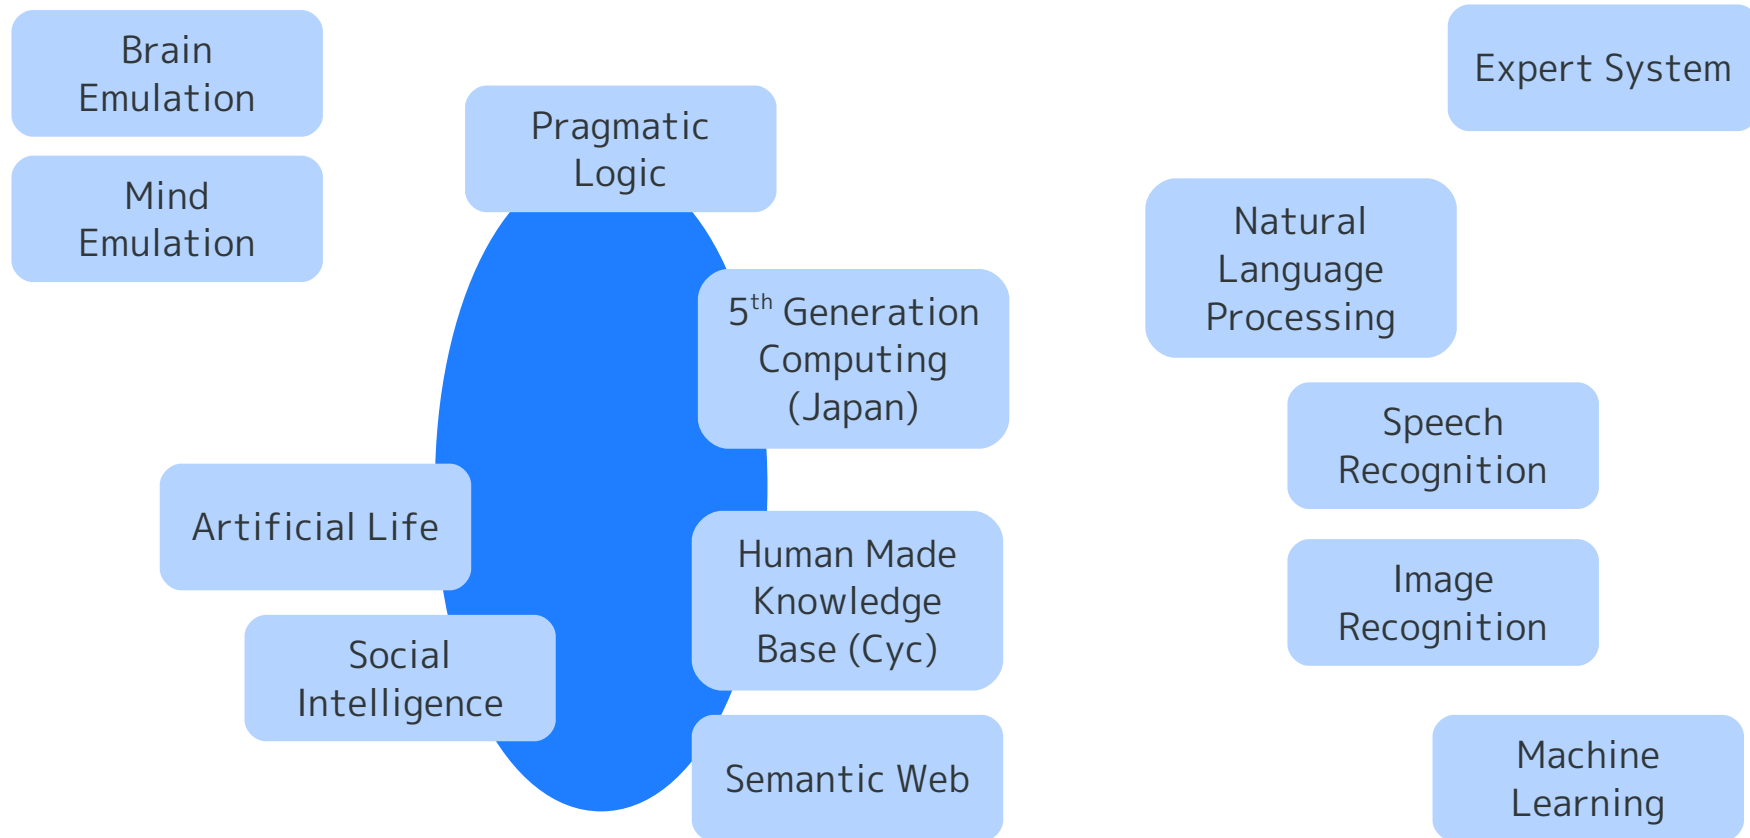 Brain
Emulation
Mind
Emulation
Pragmatic
Logic
5th Generation
Computing
(Japan)
Artificial Life
Social
Intelligence
Human Made
Knowledge
Base (Cyc)
Semantic Web
Expert System
Natural
Language
Processing
Speech
Recognition
Image
Recognition
Machine
Learning